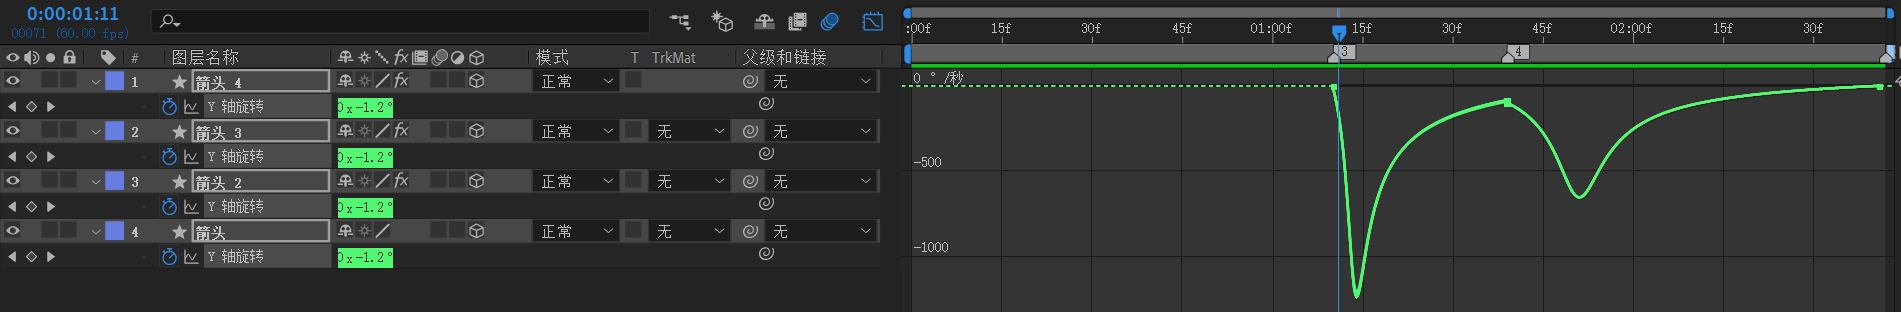 0:00:01:11
00071 (60.00 fps)
:00f 15f 30f 45f 01:00f 15f 30f 45f 02:00f 15f 30f
3 4
# 图层名称 fx 模式 T TrkMat 父级和链接
0 ° /秒
1 箭头 4 fx 正常 无
Y 轴旋转 0x-1.2°
2 箭头 3 fx 正常 无 无
Y 轴旋转 0x-1.2°
-500
3 箭头 2 fx 正常 无 无
Y 轴旋转 0x-1.2°
4 箭头 正常 无 无
-1000
Y 轴旋转 0x-1.2°